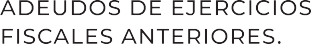 ADEUDOS DE EJERCICIOS
FISCALES ANTERIORES.